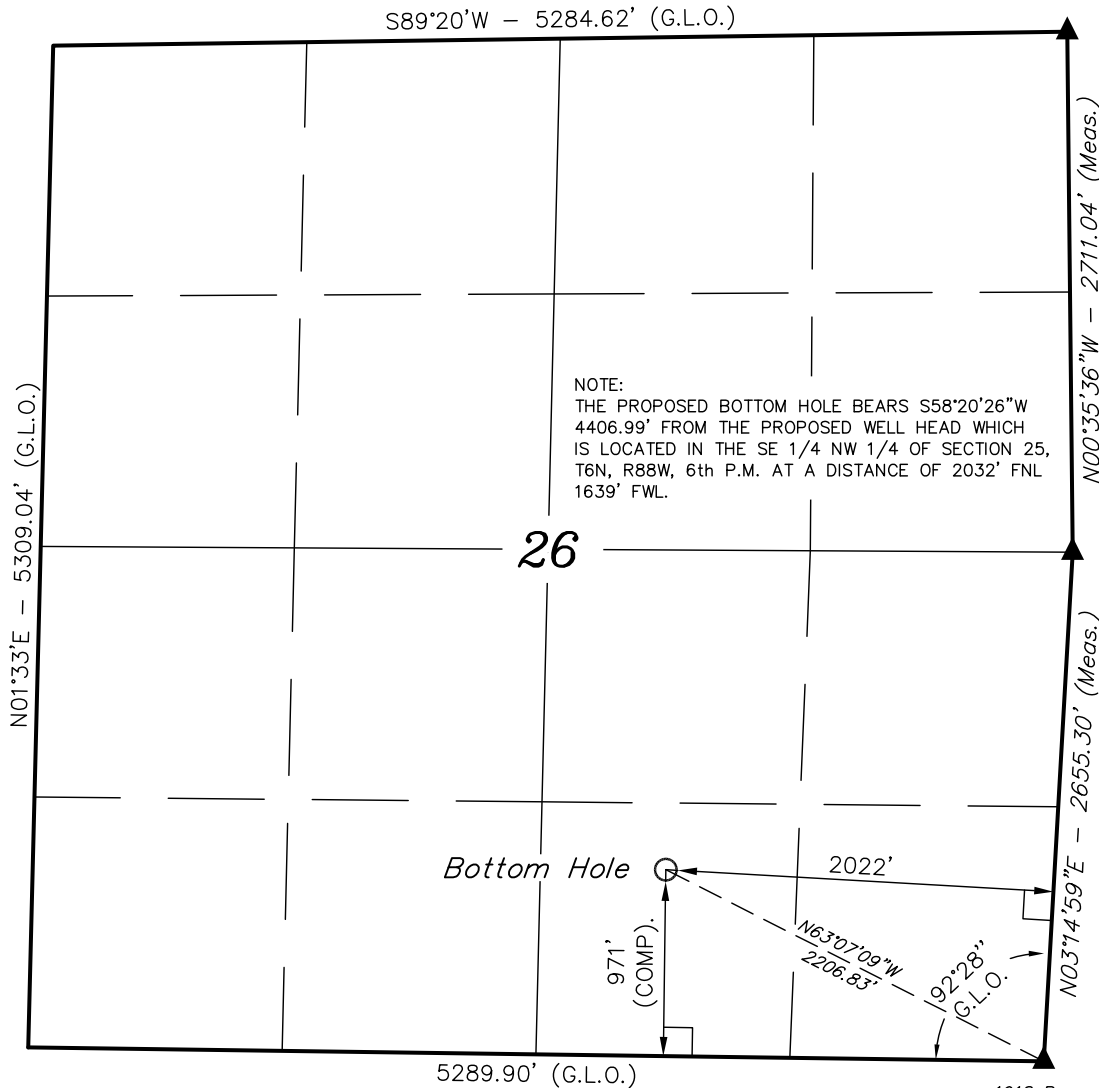 S89°20'W – 5284.62' (G.L.O.)
N00°35'36"W – 2711.04' (Meas.)
N01°33'E – 5309.04' (G.L.O.)
NOTE:
THE PROPOSED BOTTOM HOLE BEARS S58°20'26"W
4406.99' FROM THE PROPOSED WELL HEAD WHICH
IS LOCATED IN THE SE 1/4 NW 1/4 OF SECTION 25,
T6N, R88W, 6th P.M. AT A DISTANCE OF 2032' FNL
1639' FWL.
26
N03°14'59"E – 2655.30' (Meas.)
Bottom Hole
2022'
971'
(COMP).
N63°07'09"W
2206.83'
92°28"
G.L.O.
5289.90' (G.L.O.)